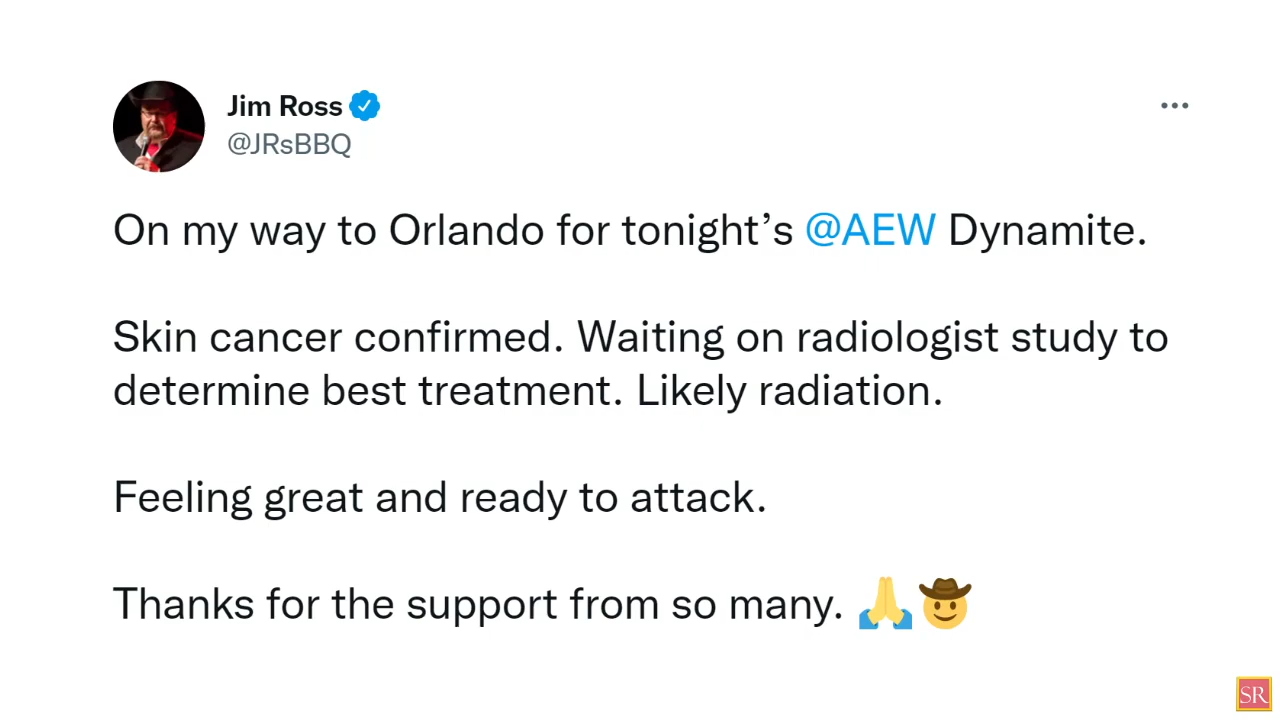 Jim Ross
@JRsBBQ
On my way to Orlando for tonight’s @AEW Dynamite.
Skin cancer confirmed. Waiting on radiologist study to
determine best treatment. Likely radiation.
Feeling great and ready to attack.
Thanks for the support from so many. 🙏🤠
SR